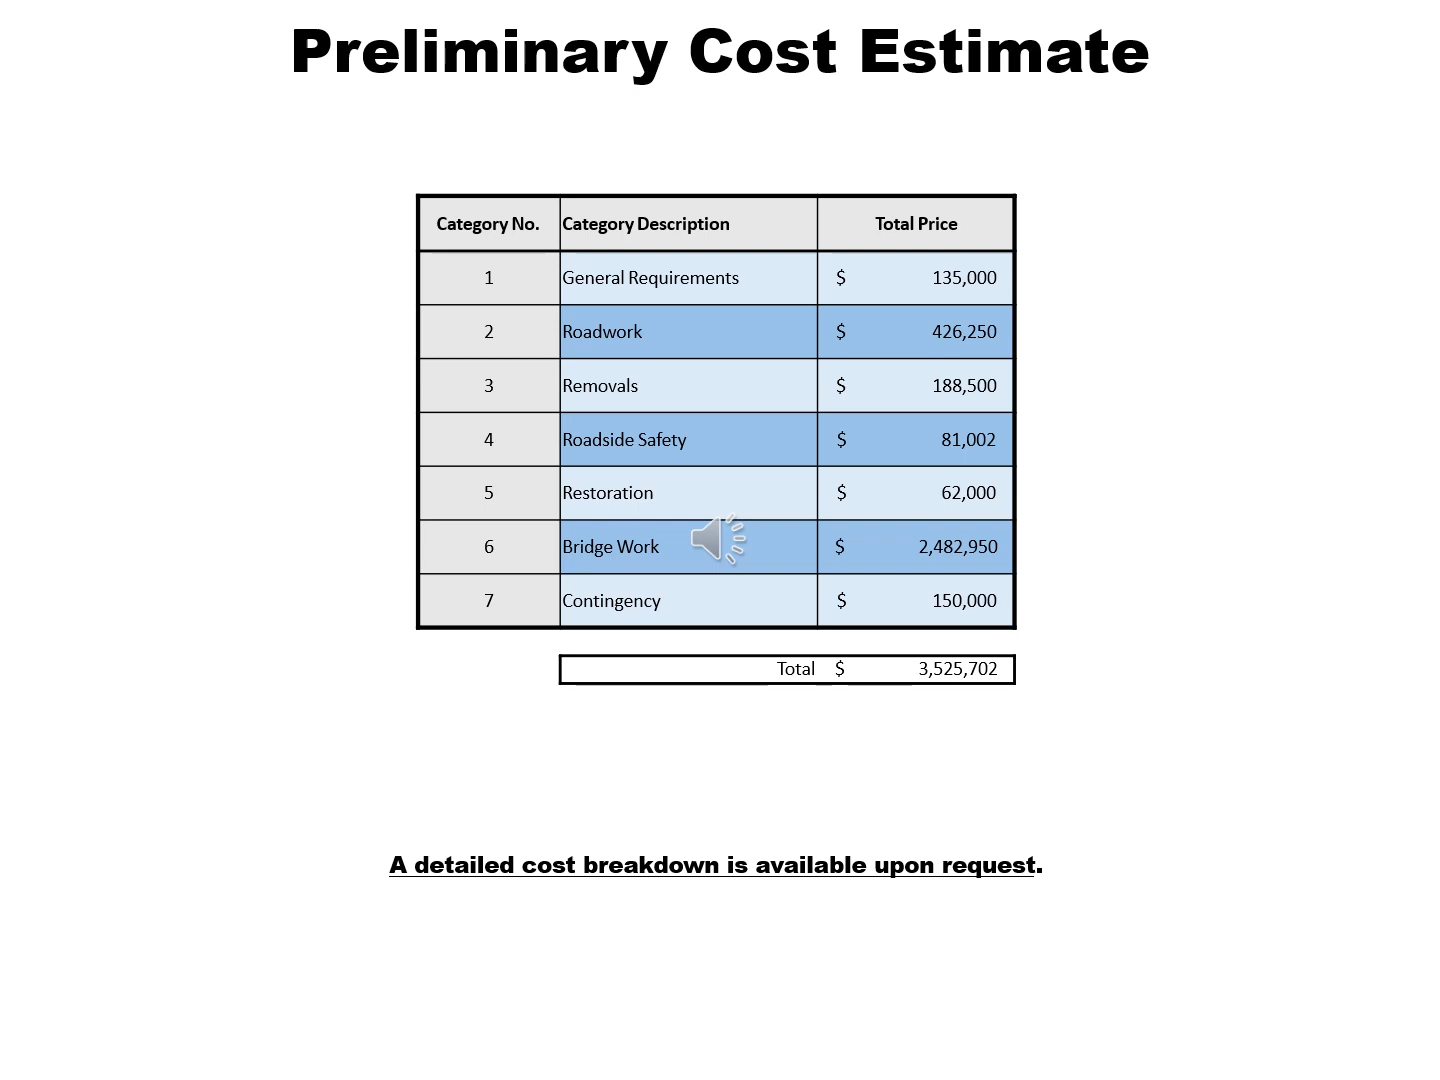 Preliminary Cost Estimate
Category No. Category Description Total Price
1 General Requirements $ 135,000
2 Roadwork $ 426,250
3 Removals $ 188,500
4 Roadside Safety $ 81,002
5 Restoration $ 62,000
6 Bridge Work $ 2,482,950
7 Contingency $ 150,000
Total $ 3,525,702
A detailed cost breakdown is available upon request.